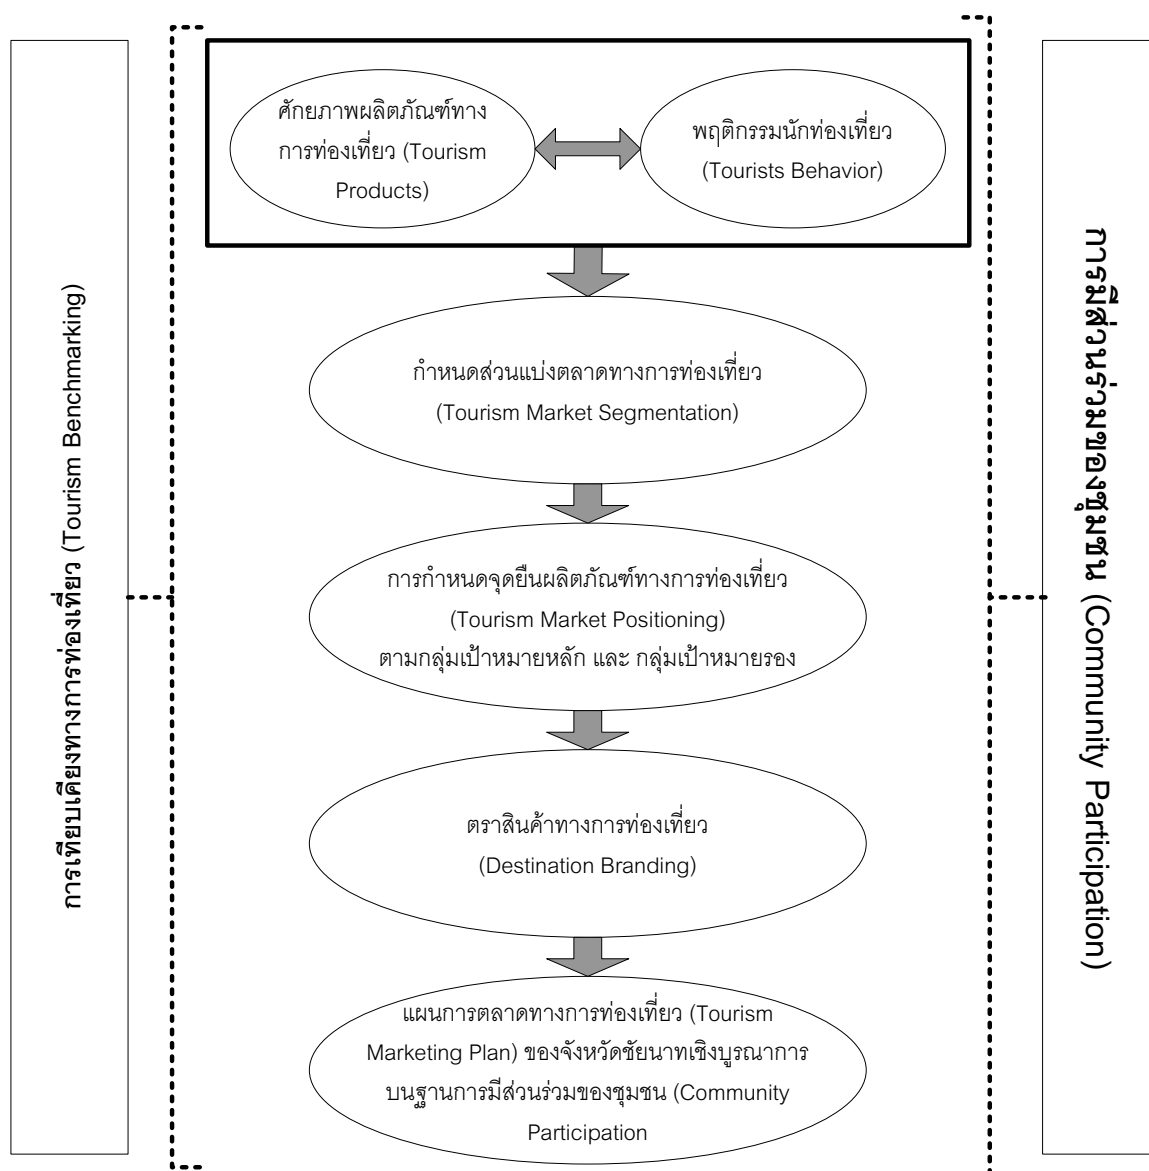 ศักยภาพผลิตภัณฑ์ทาง
การท่องเที่ยว (Tourism
Products)
พฤติกรรมนักท่องเที่ยว
(Tourists Behavior)
กำหนดส่วนแบ่งตลาดทางการท่องเที่ยว
(Tourism Market Segmentation)
การกำหนดจุดยืนผลิตภัณฑ์ทางการท่องเที่ยว
(Tourism Market Positioning)
ตามกลุ่มเป้าหมายหลัก และ กลุ่มเป้าหมายรอง
ตราสินค้าทางการท่องเที่ยว
(Destination Branding)
แผนการตลาดทางการท่องเที่ยว (Tourism
Marketing Plan) ของจังหวัดชัยนาทเชิงบูรณาการ
บนฐานการมีส่วนร่วมของชุมชน (Community
Participation
การเทียบเคียงทางการท่องเที่ยว (Tourism Benchmarking)
การมีส่วนร่วมของชุมชน (Community Participation)